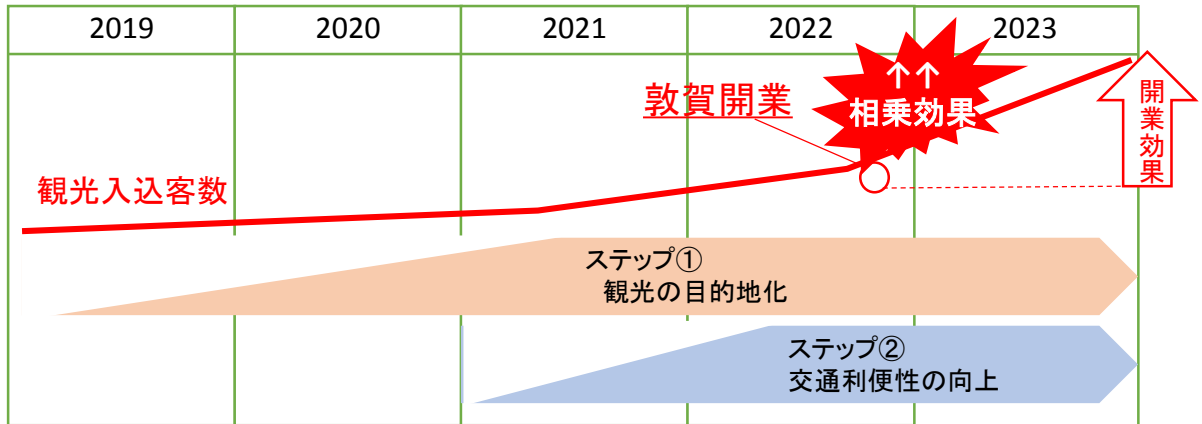 2019 2020 2021 2022 2023
↑↑
相乗効果
敦賀開業
開業効果
観光入込客数
ステップ①
観光の目的地化
ステップ②
交通利便性の向上